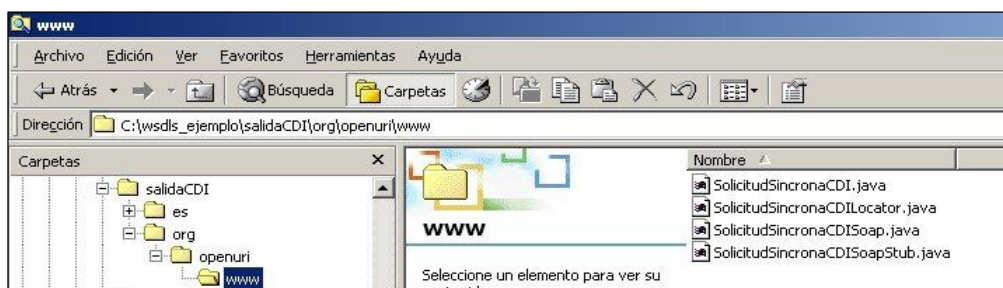 www
Archivo Edición Ver Favoritos Herramientas Ayuda
Atrás Búsqueda Carpetas
Dirección C:\wsdls_ejemplo\salidaCDI\org\openuri\www
Carpetas x
salidaCDI
es
org
openuri
www
www
Seleccione un elemento para ver su
Nombre
SolicitudSincronaCDI.java
SolicitudSincronaCDILocator.java
SolicitudSincronaCDISoap.java
SolicitudSincronaCDISoapStub.java